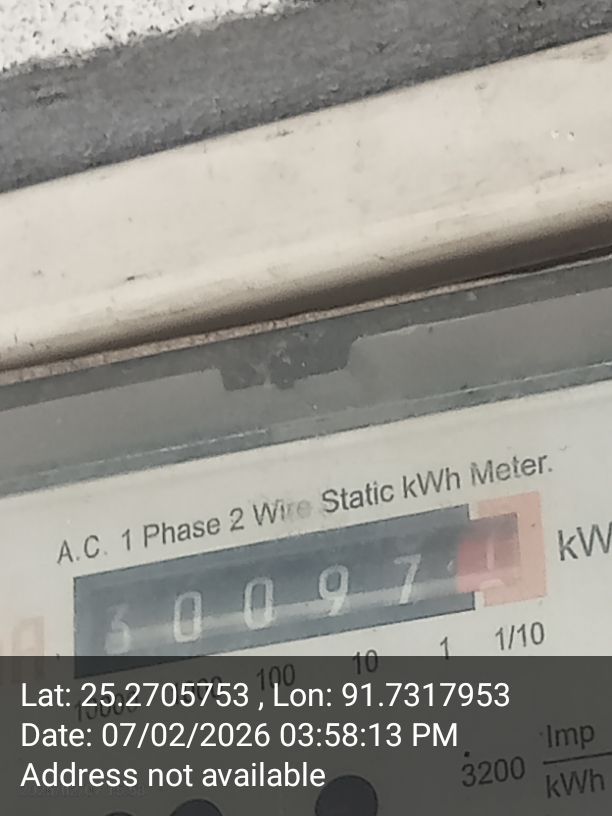 A.C. 1 Phase 2 Wire Static kWh Meter.
0 0 9 7
kW
100 10 1 1/10
Lat: 25.2705753 , Lon: 91.7317953
Date: 07/02/2026 03:58:13 PM
Address not available
3200 Imp
kWh